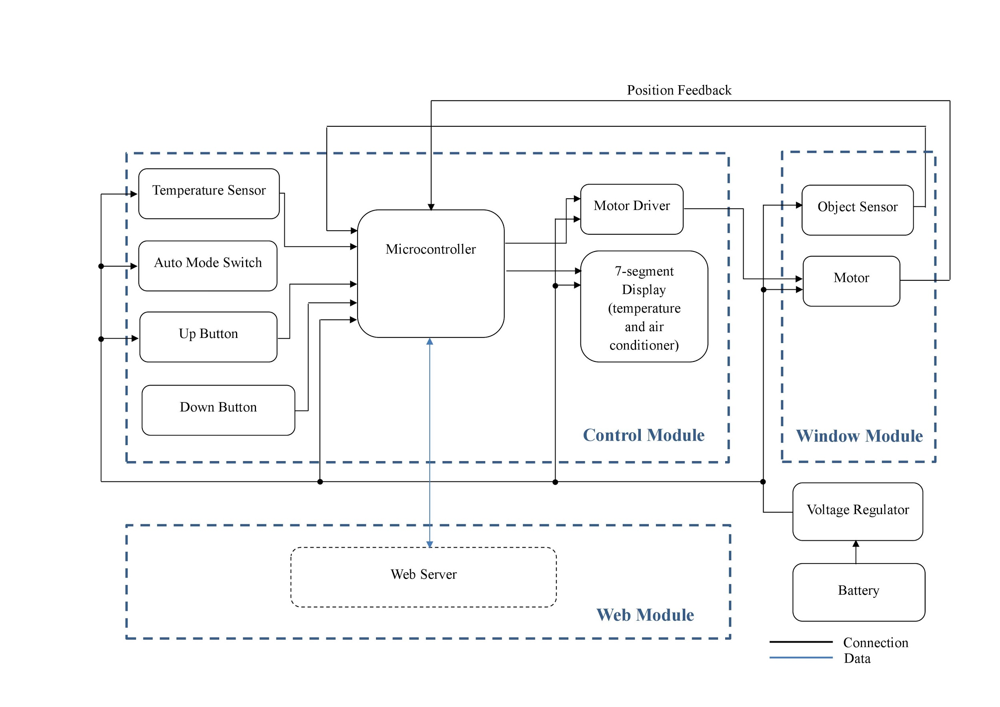 Position Feedback
Temperature Sensor
Auto Mode Switch
Up Button
Down Button
Microcontroller
Motor Driver
7-segment
Display
(temperature
and air
conditioner)
Control Module
Object Sensor
Motor
Window Module
Voltage Regulator
Battery
Web Server
Web Module
Connection
Data